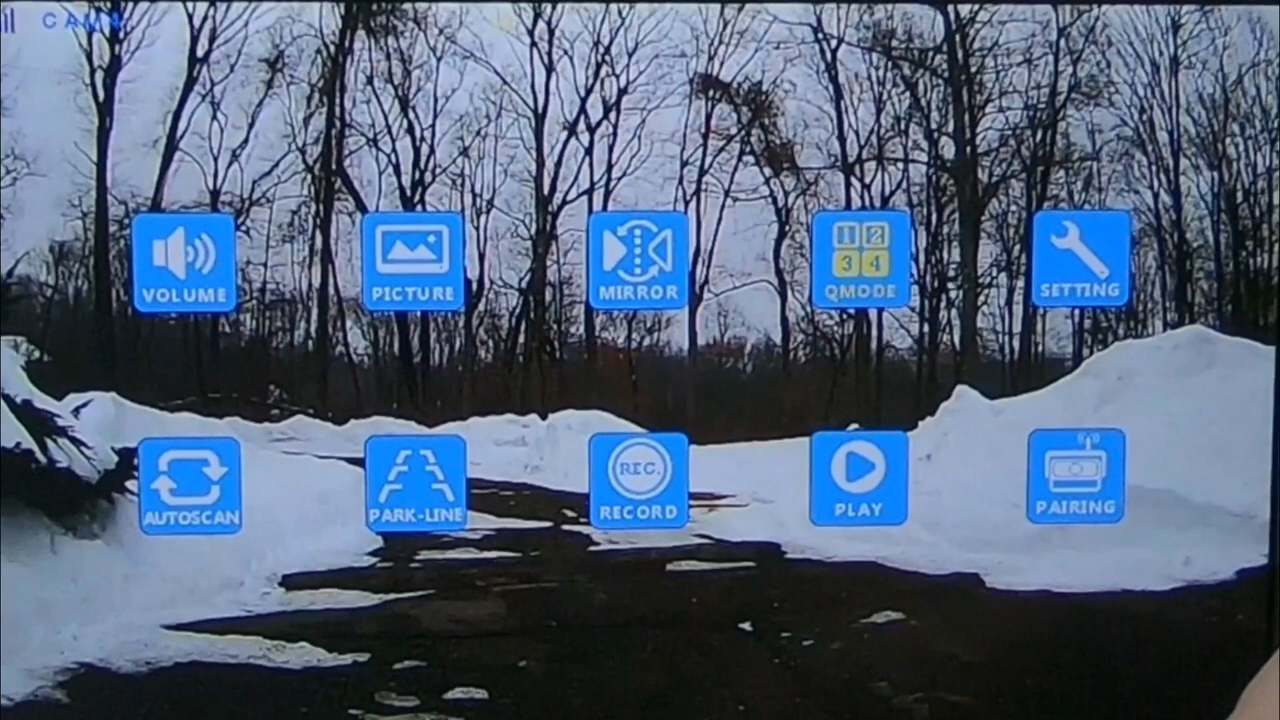 VOLUME
PICTURE
MIRROR
1 2
3 4
QMODE
SETTING
AUTOSCAN
PARK-LINE
REC.
RECORD
PLAY
PAIRING